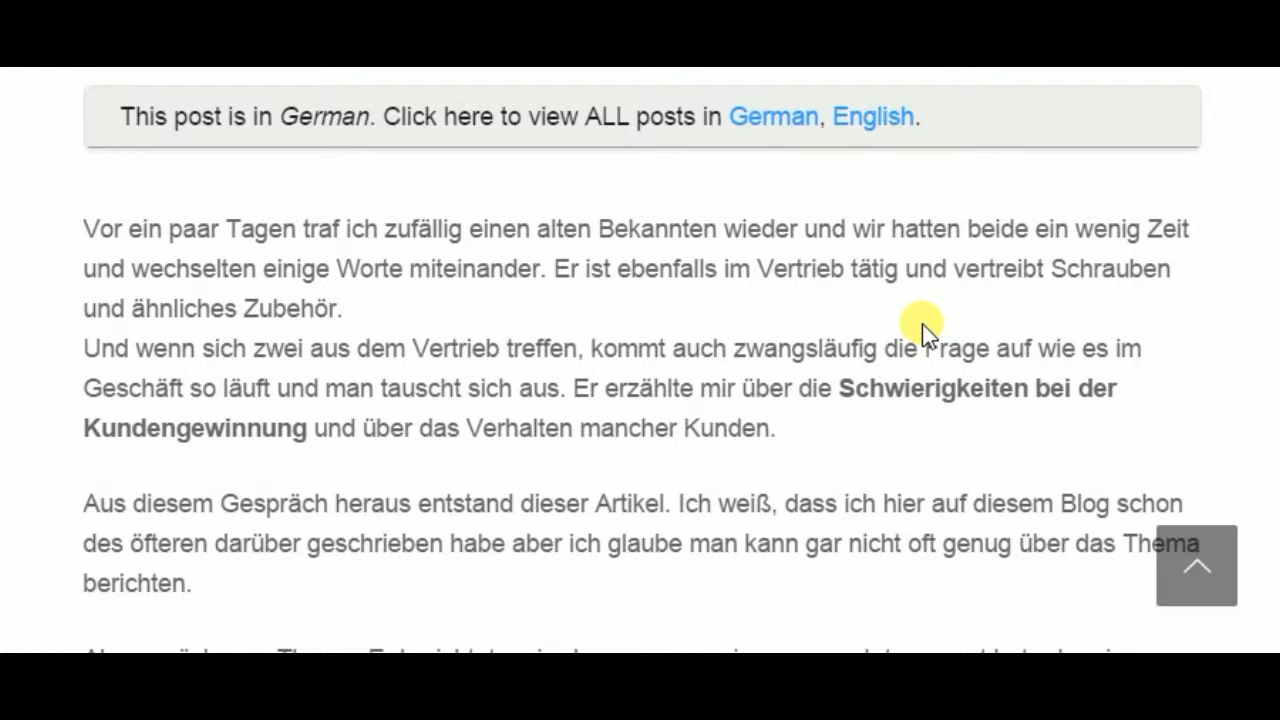 This post is in German. Click here to view ALL posts in German, English.
Vor ein paar Tagen traf ich zufällig einen alten Bekannten wieder und wir hatten beide ein wenig Zeit
und wechselten einige Worte miteinander. Er ist ebenfalls im Vertrieb tätig und vertreibt Schrauben
und ähnliches Zubehör.
Und wenn sich zwei aus dem Vertrieb treffen, kommt auch zwangsläufig die Frage auf wie es im
Geschäft so läuft und man tauscht sich aus. Er erzählte mir über die Schwierigkeiten bei der
Kundengewinnung und über das Verhalten mancher Kunden.
Aus diesem Gespräch heraus entstand dieser Artikel. Ich weiß, dass ich hier auf diesem Blog schon
des öfteren darüber geschrieben habe aber ich glaube man kann gar nicht oft genug über das Thema
berichten.